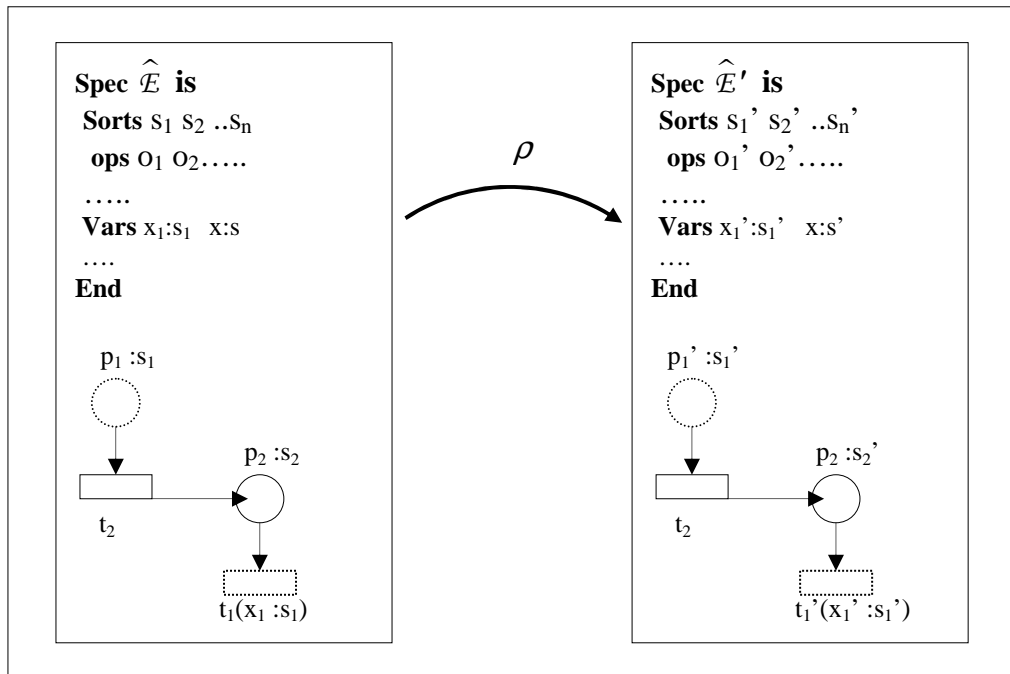 Spec ℰ̂ is
Sorts s₁ s₂ ..sₙ
ops o₁ o₂…..
…..
Vars x₁:s₁ x:s
….
End
p₁ :s₁
p₂ :s₂
t₂
t₁(x₁ :s₁)
ρ
Spec ℰ̂′ is
Sorts s₁’ s₂’ ..sₙ’
ops o₁’ o₂’…..
…..
Vars x₁’:s₁’ x:s’
….
End
p₁’ :s₁’
p₂ :s₂’
t₂
t₁’(x₁’ :s₁’)